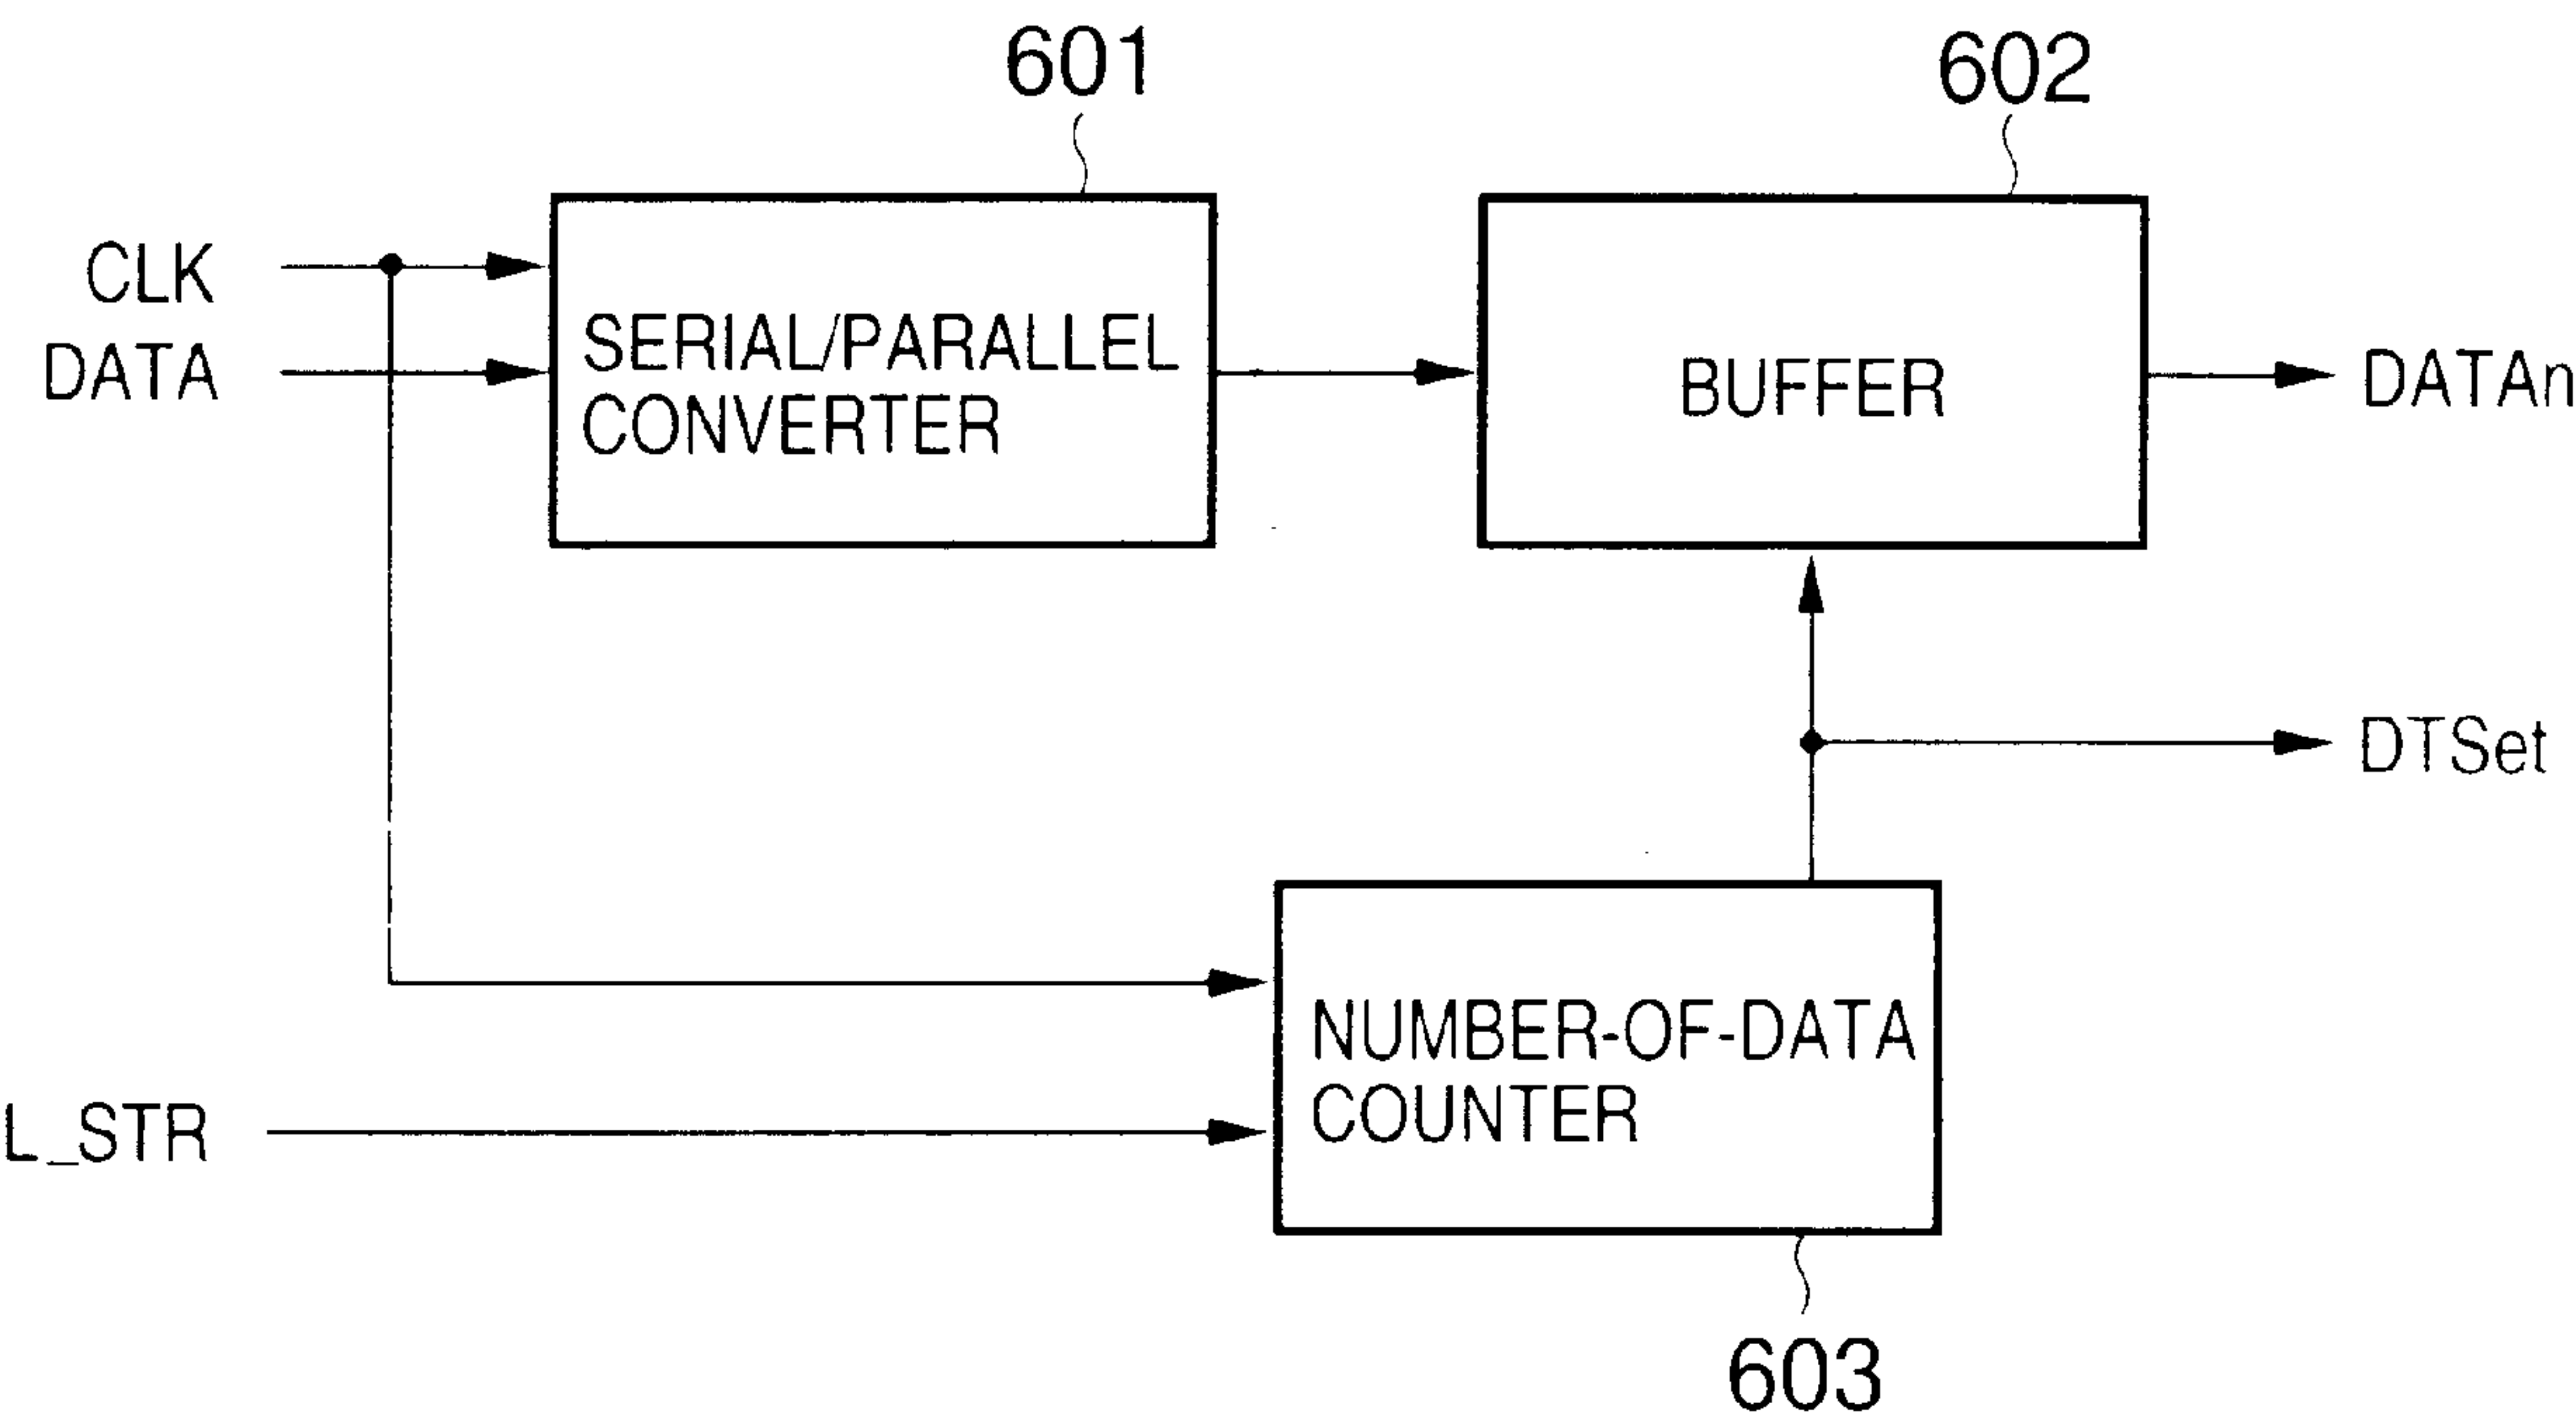 601
602
CLK
DATA
SERIAL/PARALLEL
CONVERTER
BUFFER
DATAn
DTSet
NUMBER-OF-DATA
COUNTER
L_STR
603